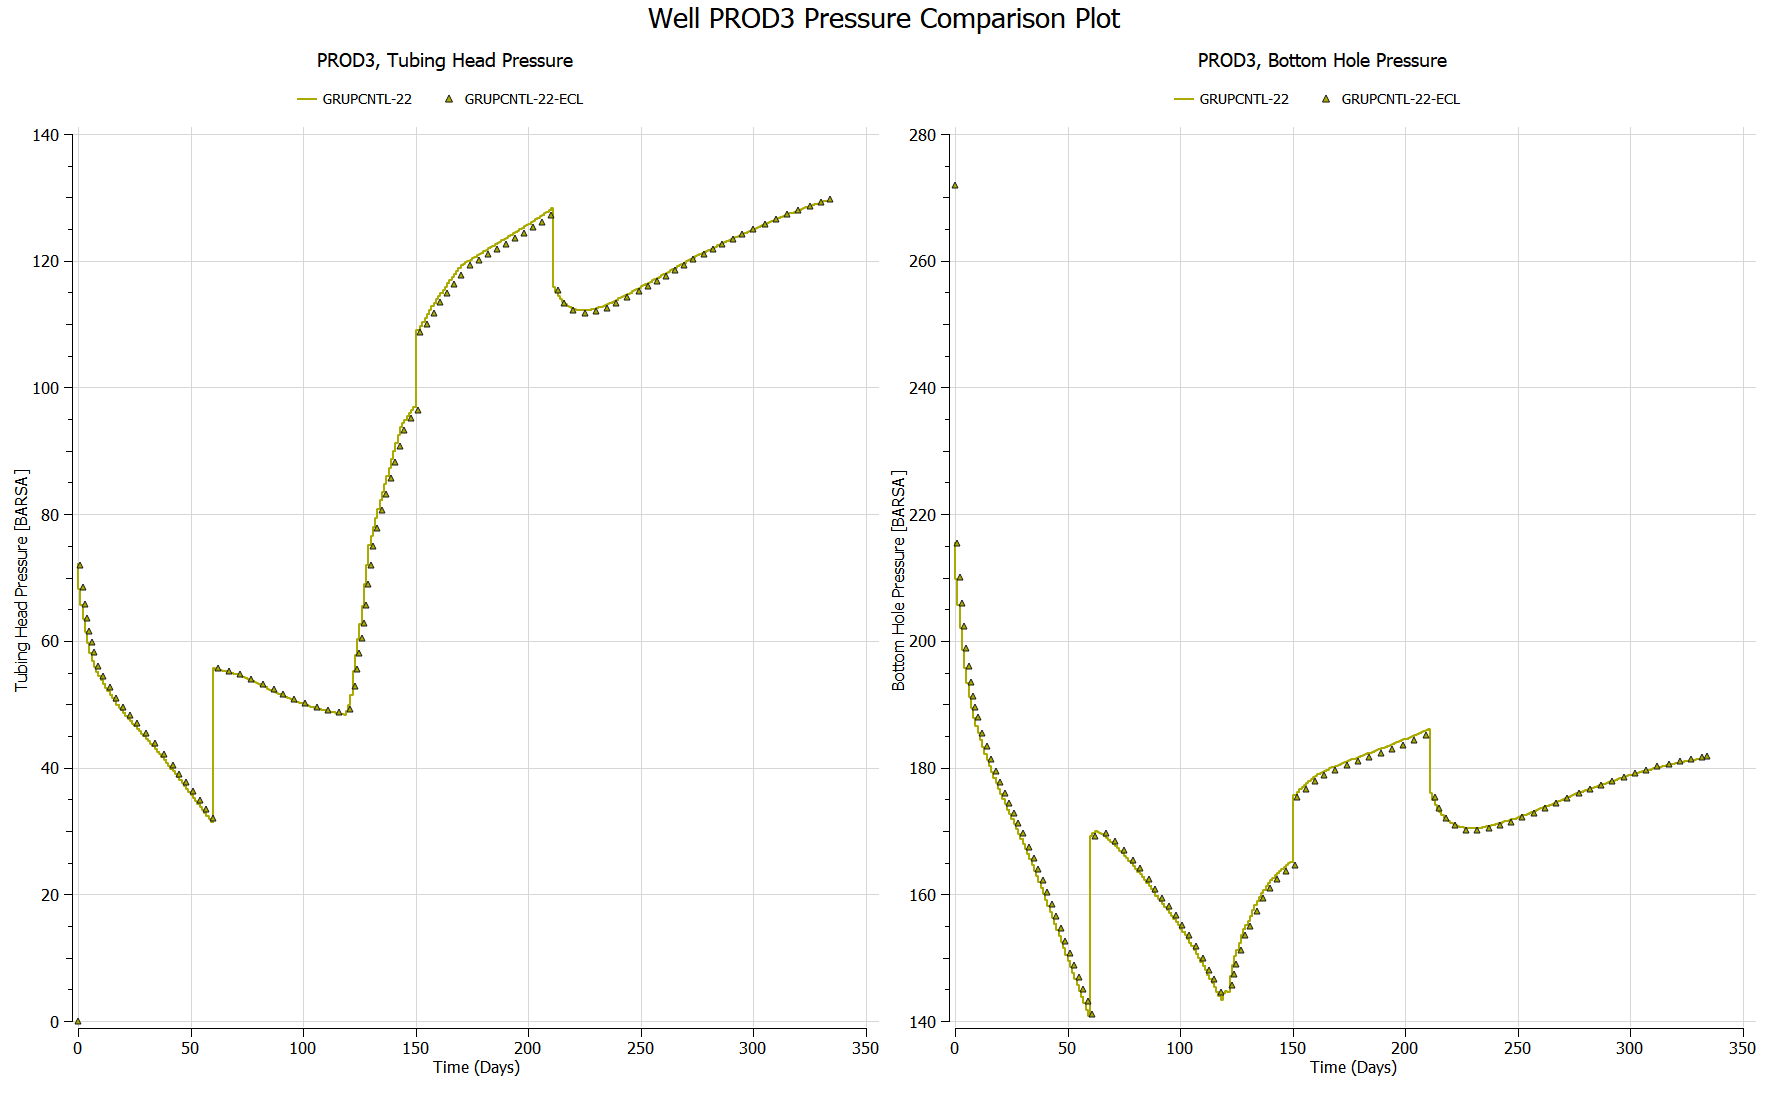 Well PROD3 Pressure Comparison Plot
PROD3, Tubing Head Pressure
GRUPCNTL-22 GRUPCNTL-22-ECL
Tubing Head Pressure [BARSA]
140
120
100
80
60
40
20
0
0 50 100 150 200 250 300 350
Time (Days)
PROD3, Bottom Hole Pressure
GRUPCNTL-22 GRUPCNTL-22-ECL
Bottom Hole Pressure [BARSA]
280
260
240
220
200
180
160
140
0 50 100 150 200 250 300 350
Time (Days)